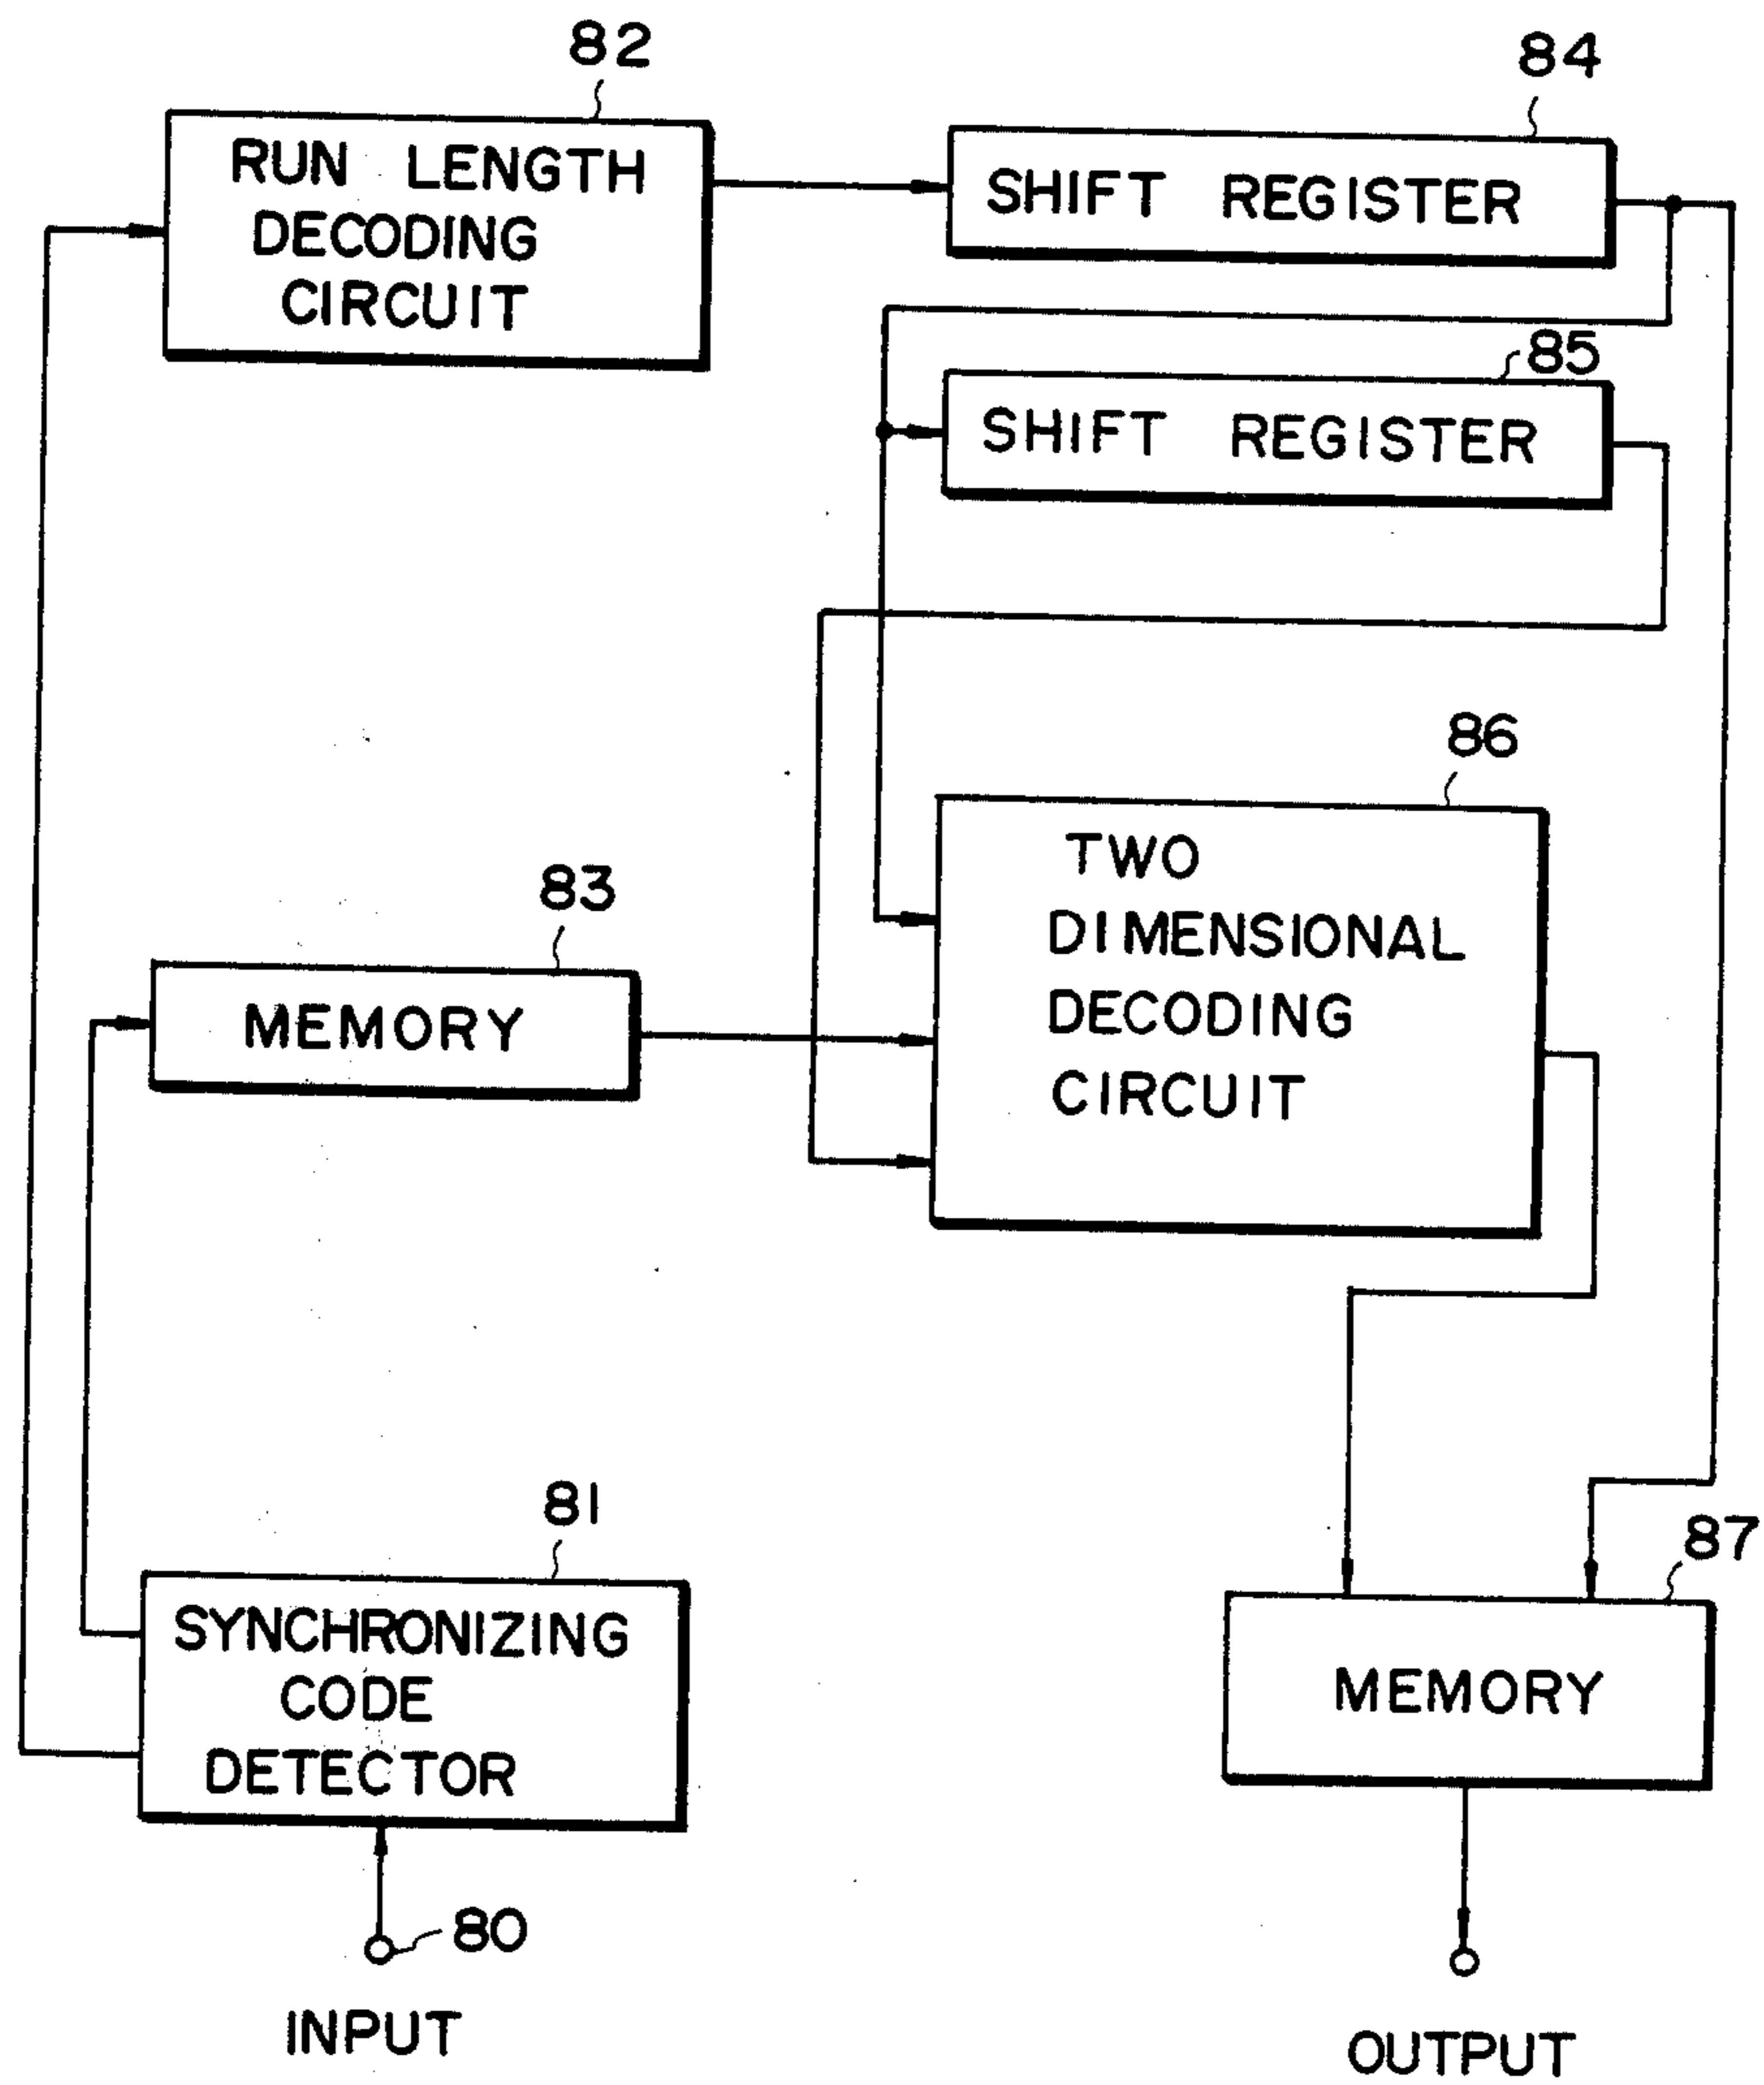 82
RUN LENGTH
DECODING
CIRCUIT
84
SHIFT REGISTER
85
SHIFT REGISTER
86
TWO
DIMENSIONAL
DECODING
CIRCUIT
83
MEMORY
81
SYNCHRONIZING
CODE
DETECTOR
87
MEMORY
80
INPUT
OUTPUT